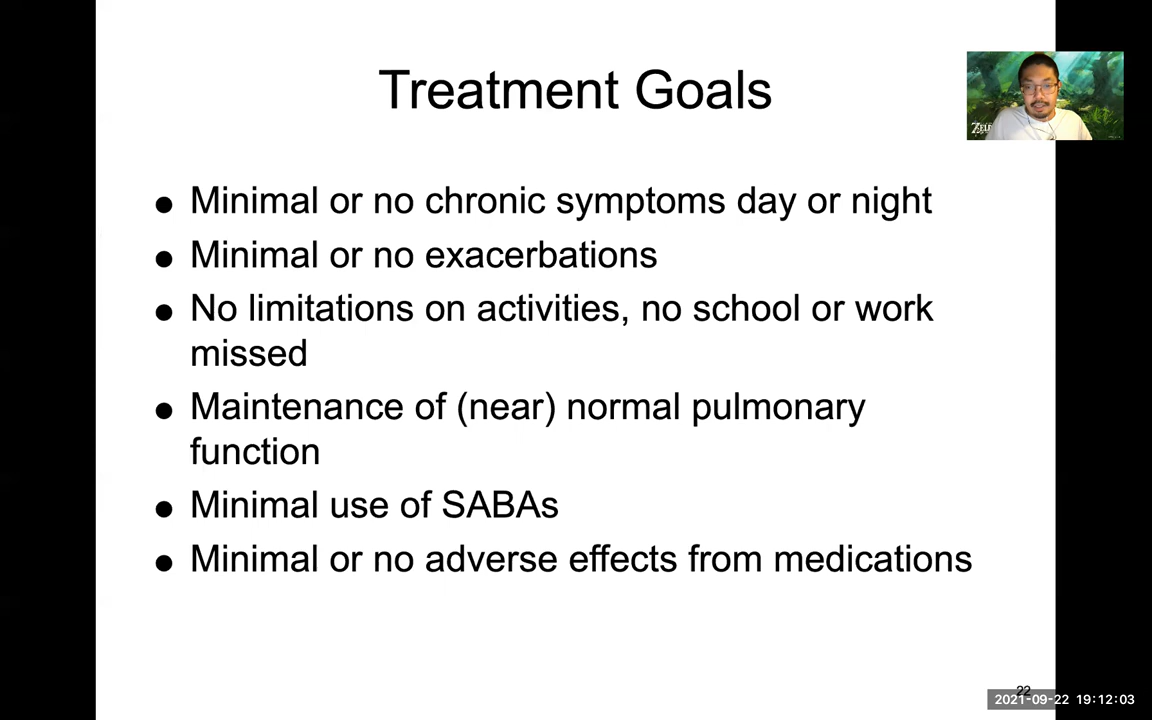 Treatment Goals
● Minimal or no chronic symptoms day or night
● Minimal or no exacerbations
● No limitations on activities, no school or work
missed
● Maintenance of (near) normal pulmonary
function
● Minimal use of SABAs
● Minimal or no adverse effects from medications
22
2021-09-22 19:12:03